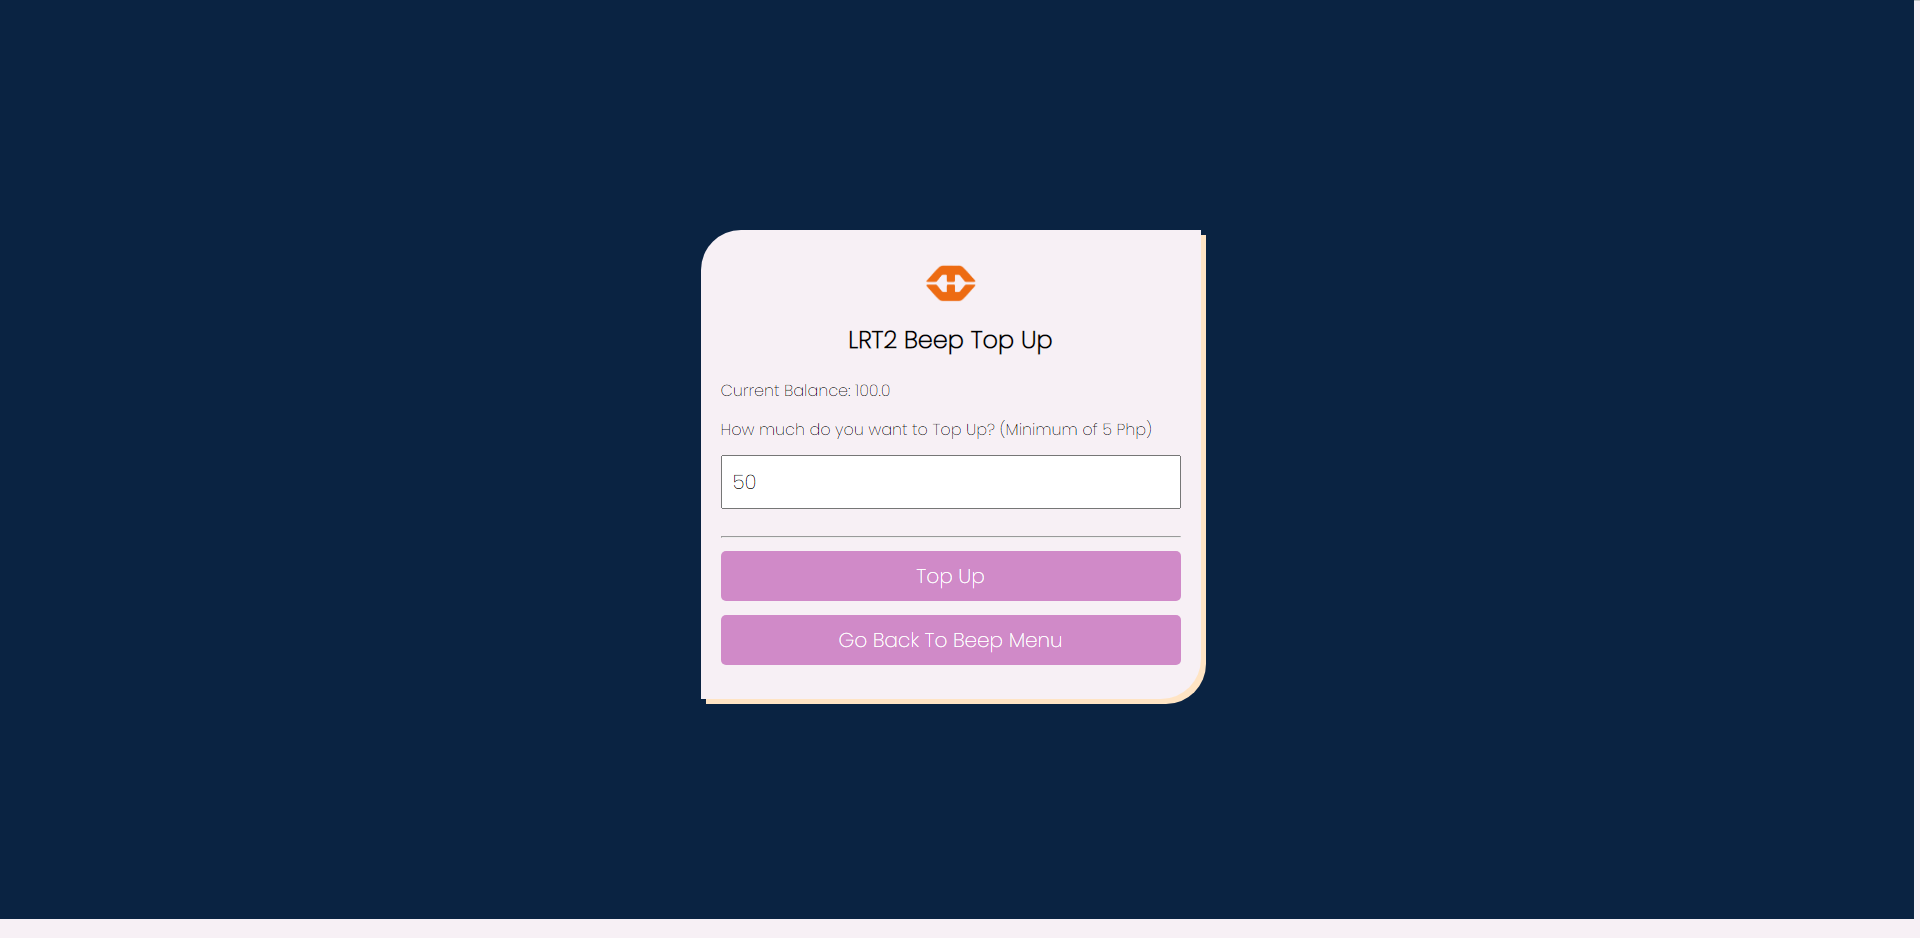 LRT2 Beep Top Up
Current Balance: 100.0
How much do you want to Top Up? (Minimum of 5 Php)
50
Top Up
Go Back To Beep Menu